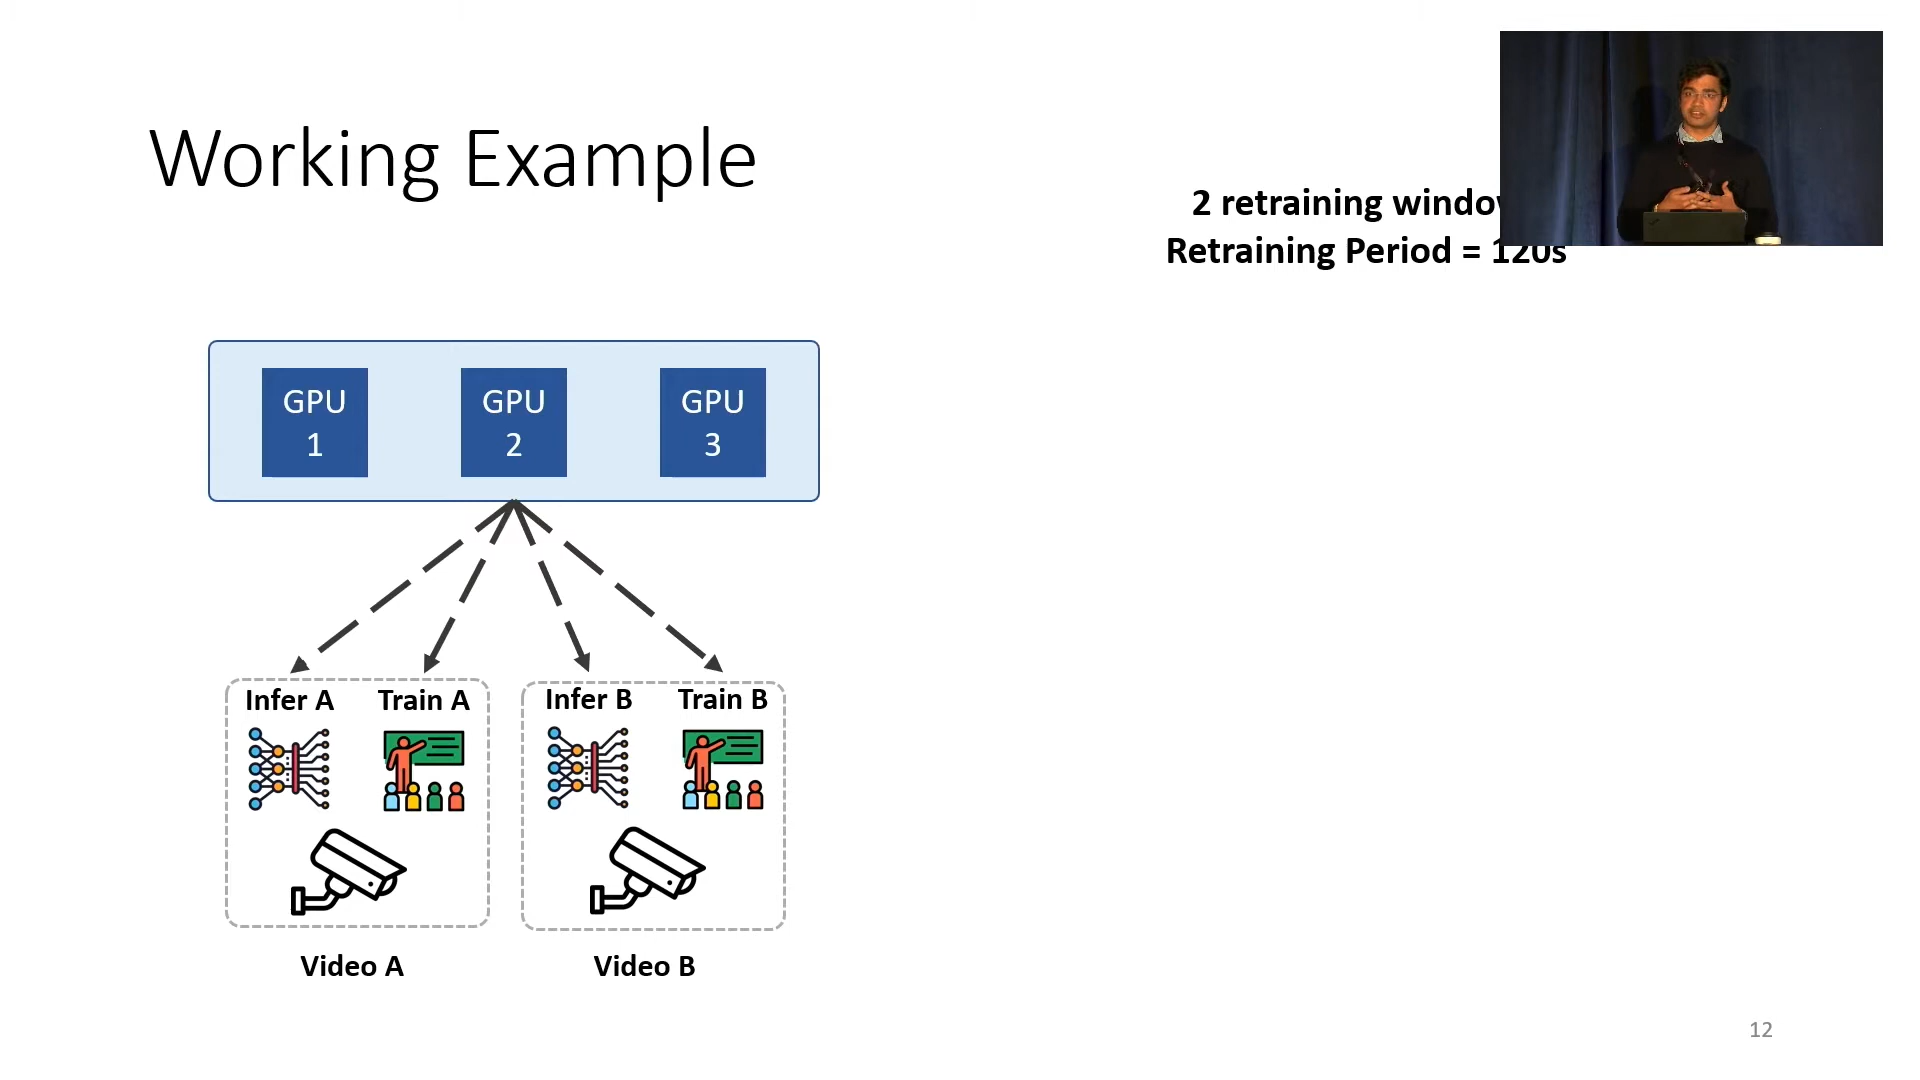 Working Example
2 retraining
Retraining Period = 120s
GPU
1
GPU
2
GPU
3
Infer A
Train A
Infer B
Train B
Video A
Video B
12